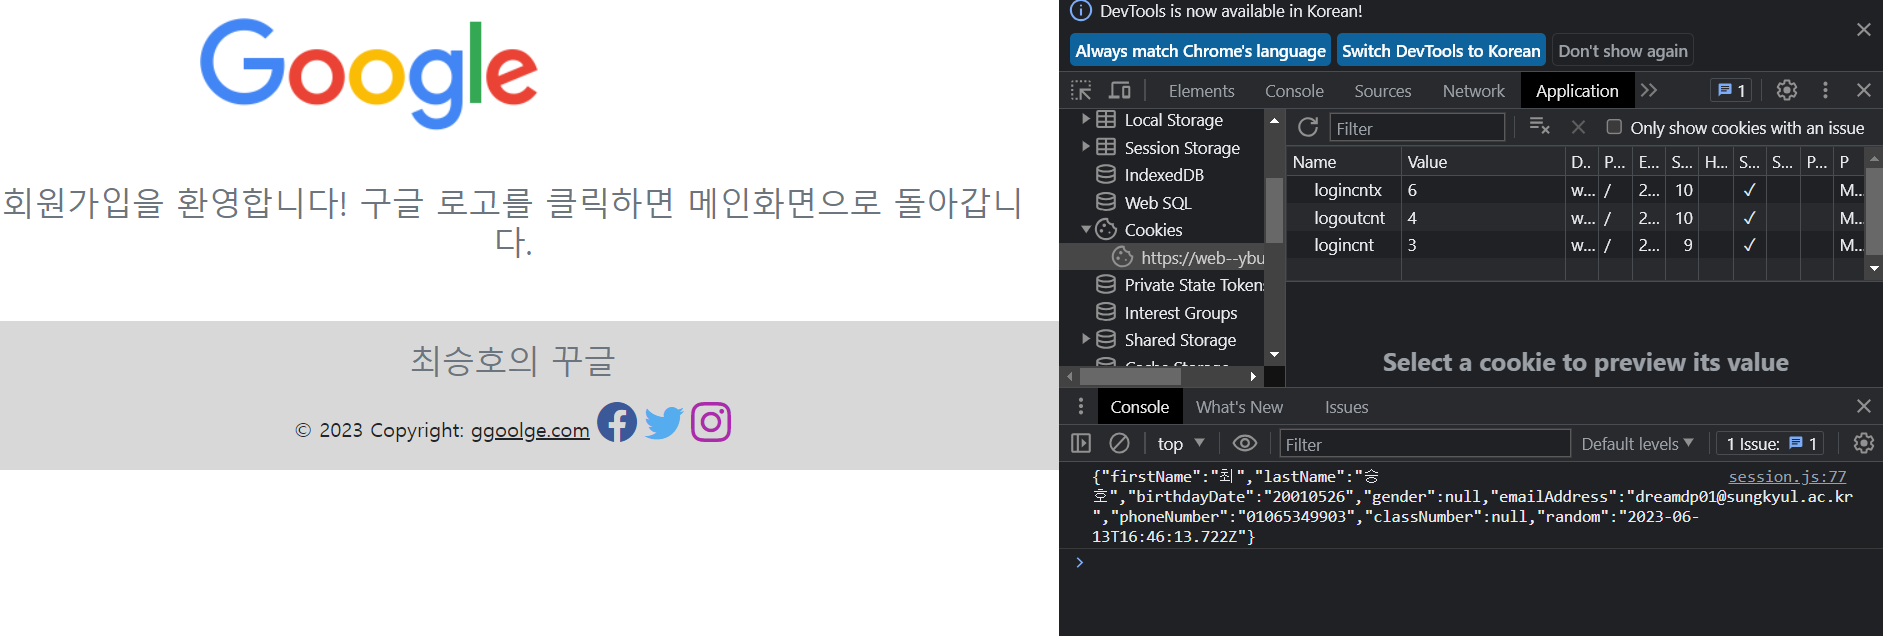 Google
회원가입을 환영합니다! 구글 로고를 클릭하면 메인화면으로 돌아갑니
다.
최승호의 꾸글
© 2023 Copyright: ggoolge.com
DevTools is now available in Korean!
Always match Chrome's language
Switch DevTools to Korean
Don't show again
Elements Console Sources Network Application 1
Local Storage
Session Storage
IndexedDB
Web SQL
Cookies
https://web--ybu
Private State Token
Interest Groups
Shared Storage
Filter
Only show cookies with an issue
Name Value D.. P... E... S... H... S... S... P... P
logincntx 6 w... / 2... 10 ✓ M...
logoutcnt 4 w... / 2... 10 ✓ M...
logincnt 3 w... / 2... 9 ✓ M...
Select a cookie to preview its value
Console What's New Issues
top Filter Default levels 1 Issue: 1
{"firstName":"최","lastName":"승 session.js:77
호","birthdayDate":"20010526","gender":null,"emailAddress":"dreamdp01@sungkyul.ac.kr
","phoneNumber":"01065349903","classNumber":null,"random":"2023-06-
13T16:46:13.722Z"}